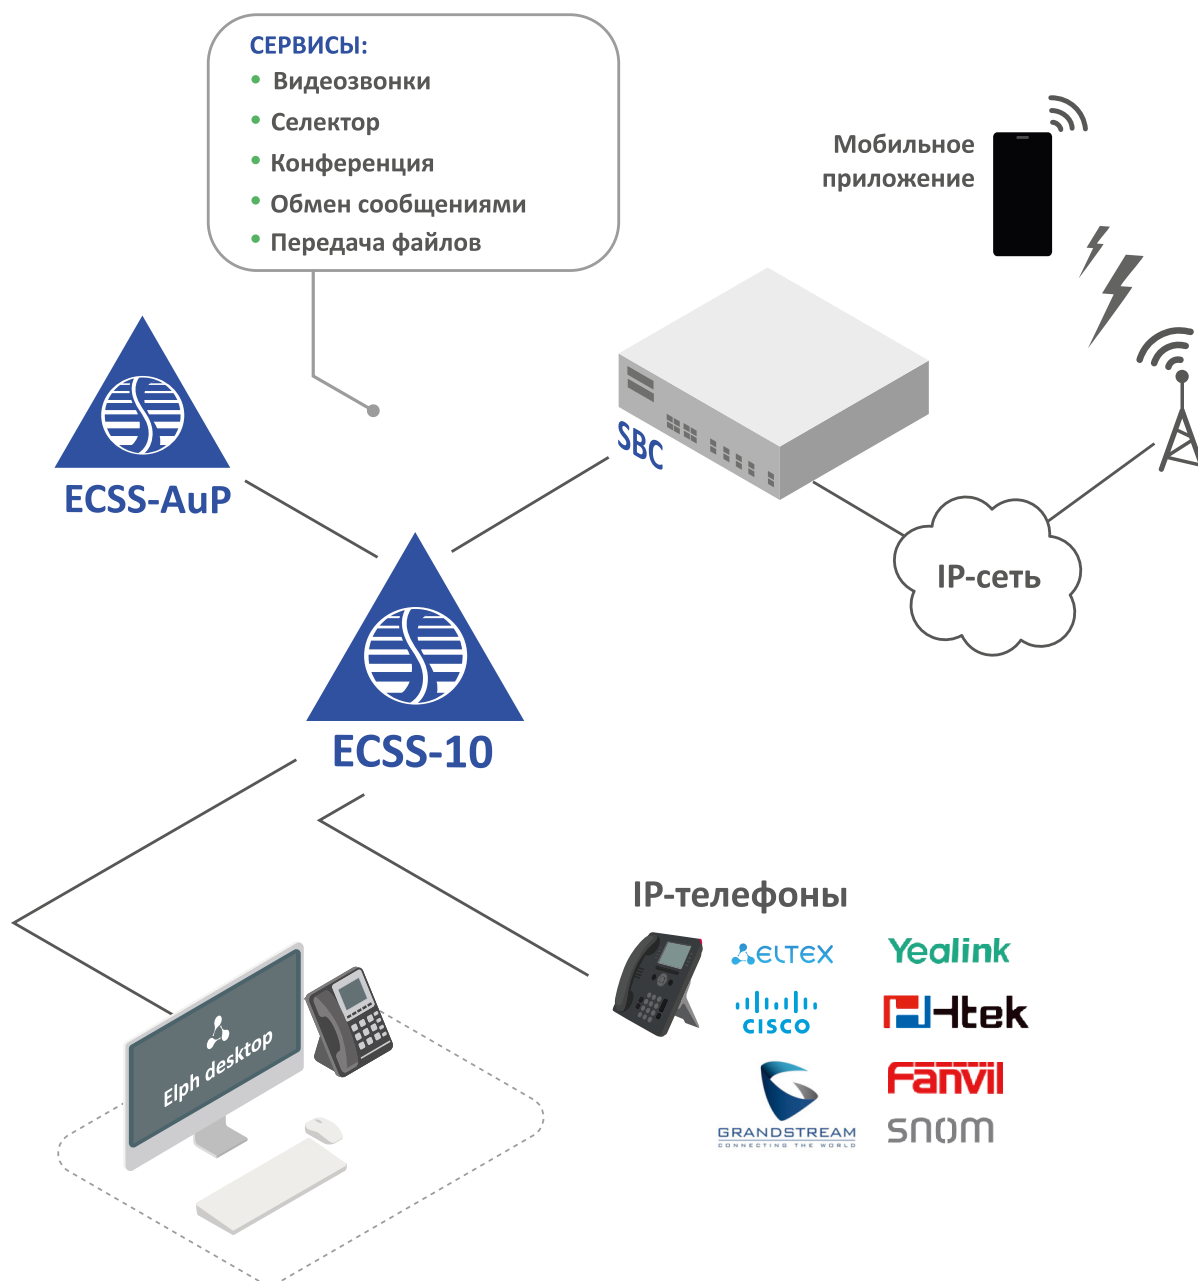 СЕРВИСЫ:
• Видеозвонки
• Селектор
• Конференция
• Обмен сообщениями
• Передача файлов
Мобильное
приложение
SBC
ECSS-AuP
IP-сеть
ECSS-10
IP-телефоны
ELTEX
Yealink
CISCO
Htek
Elph desktop
Fanvil
GRANDSTREAM
CONNECTING THE WORLD
snom